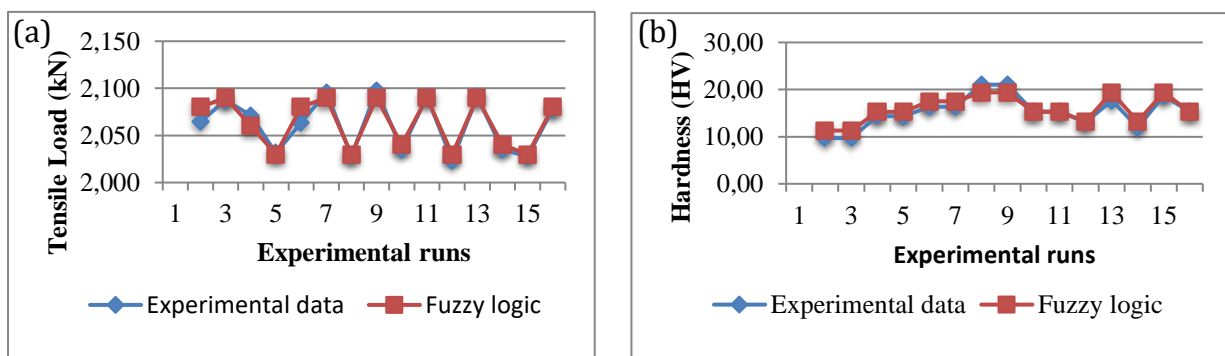 (a)
Tensile Load (kN)
2,150
2,100
2,050
2,000
1 3 5 7 9 11 13 15
Experimental runs
Experimental data Fuzzy logic
(b)
Hardness (HV)
30,00
20,00
10,00
0,00
1 3 5 7 9 11 13 15
Experimental runs
Experimental data Fuzzy logic